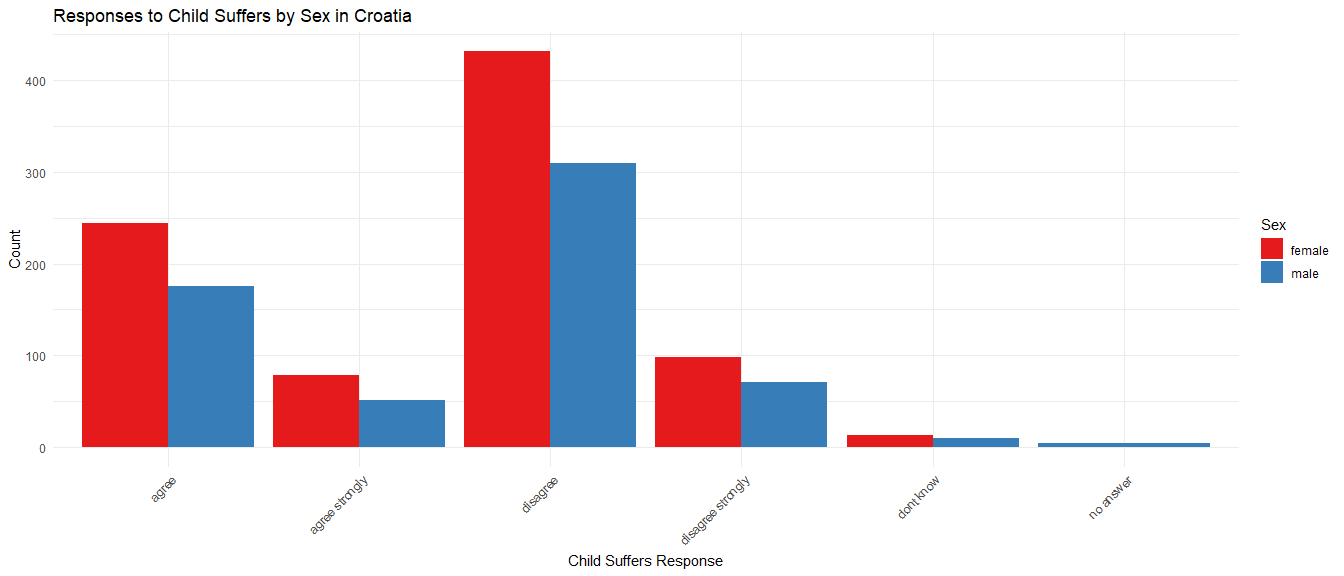 Responses to Child Suffers by Sex in Croatia
Count
400
300
200
100
0
agree
agree strongly
disagree
disagree strongly
dont know
no answer
Child Suffers Response
Sex
female
male